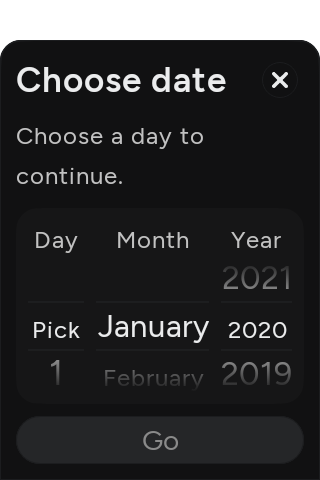 Choose date
Choose a day to
continue.
Day Month Year
2021
Pick January 2020
1 February 2019
Go